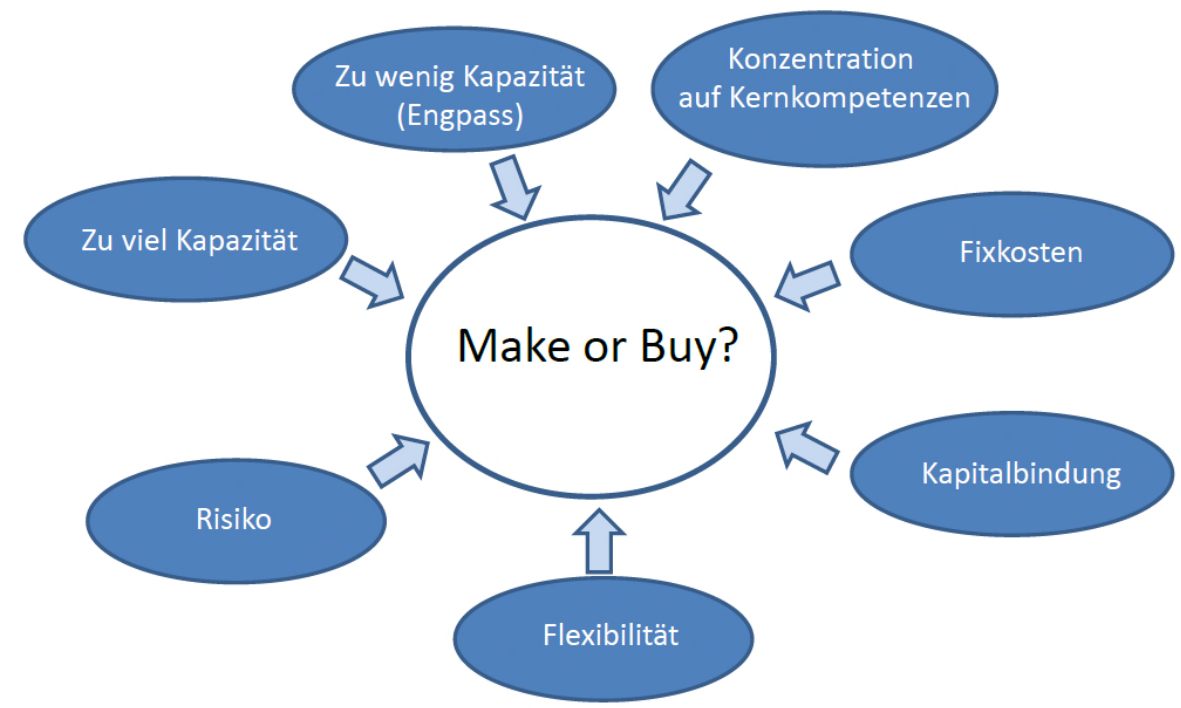 Zu wenig Kapazität
(Engpass)
Konzentration
auf Kernkompetenzen
Zu viel Kapazität
Fixkosten
Make or Buy?
Kapitalbindung
Risiko
Flexibilität